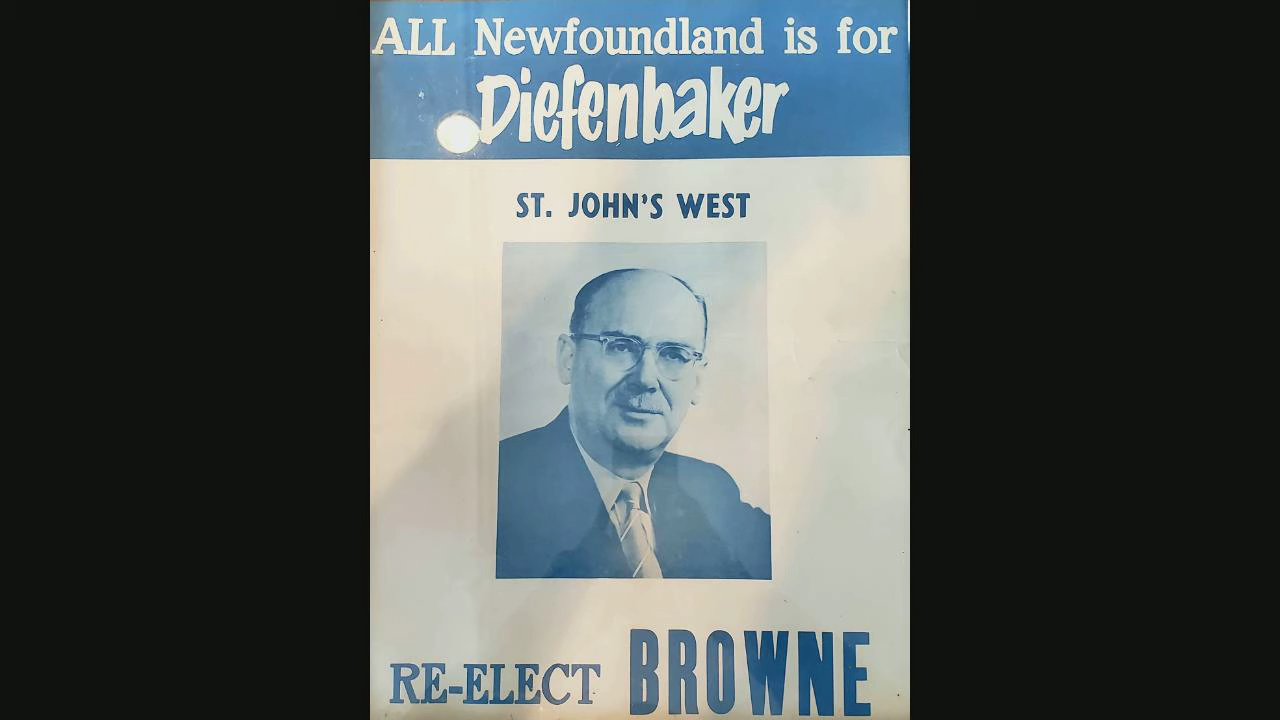 ALL Newfoundland is for
Diefenbaker
ST. JOHN'S WEST
RE-ELECT BROWNE